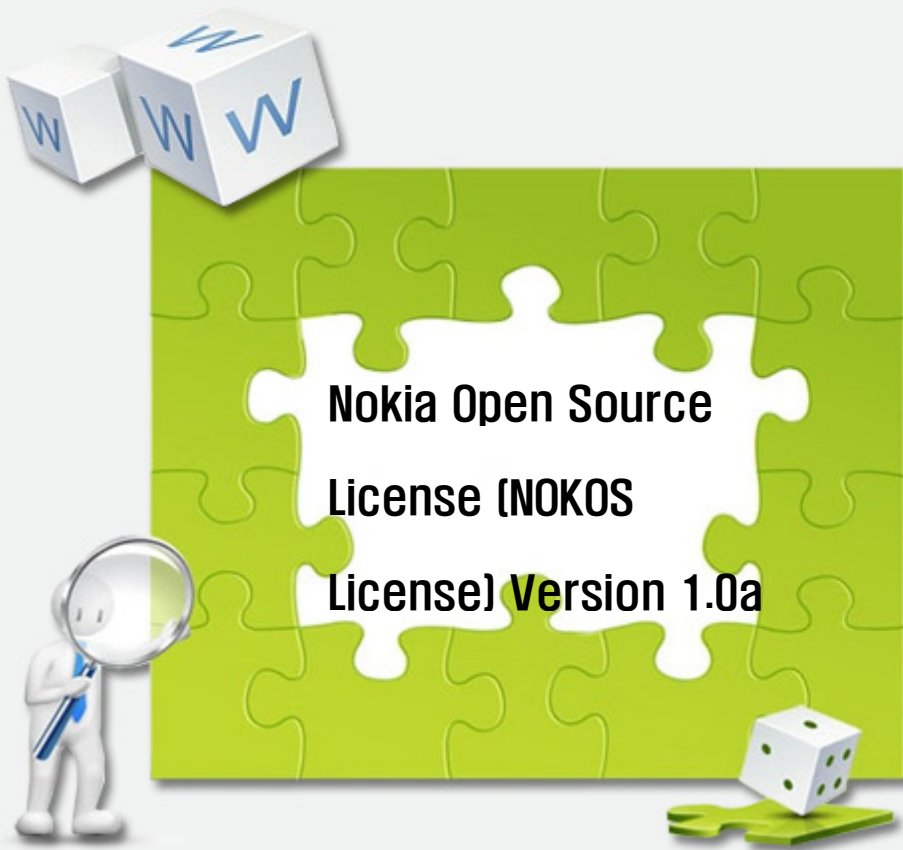 W
W
W W
Nokia Open Source
License (NOKOS
License) Version 1.0a